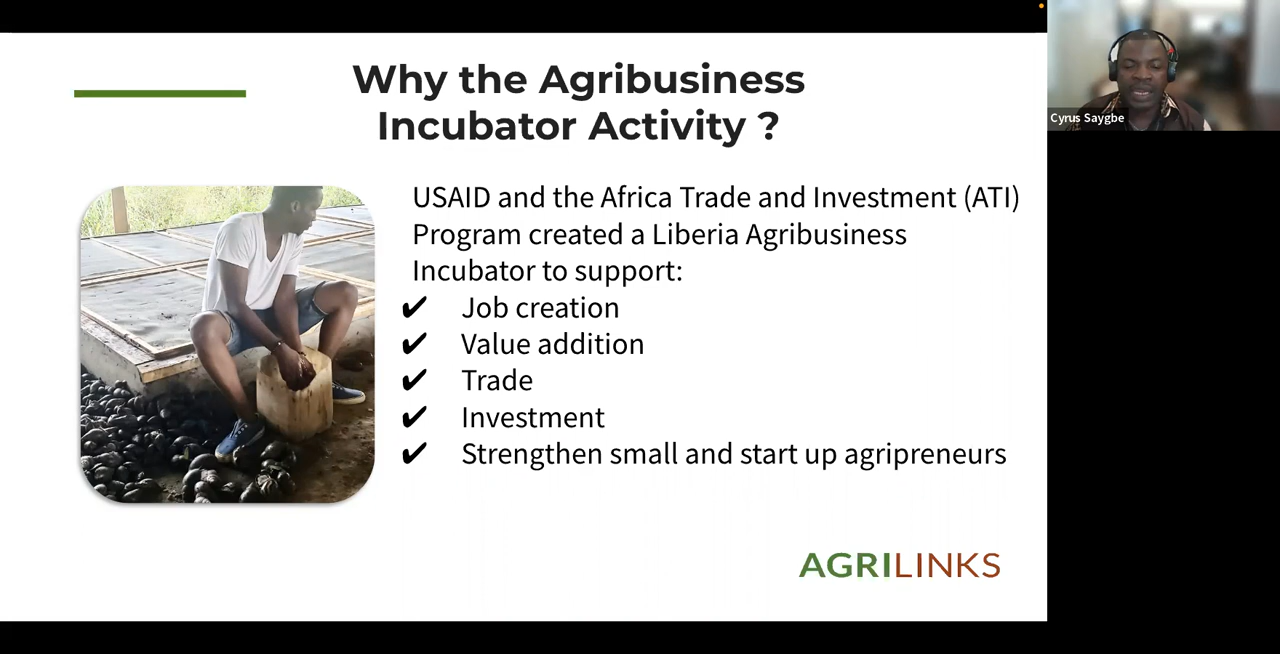 Why the Agribusiness
Incubator Activity ?
USAID and the Africa Trade and Investment (ATI)
Program created a Liberia Agribusiness
Incubator to support:
✔ Job creation
✔ Value addition
✔ Trade
✔ Investment
✔ Strengthen small and start up agripreneurs
AGRILINKS
Cyrus Saygbe